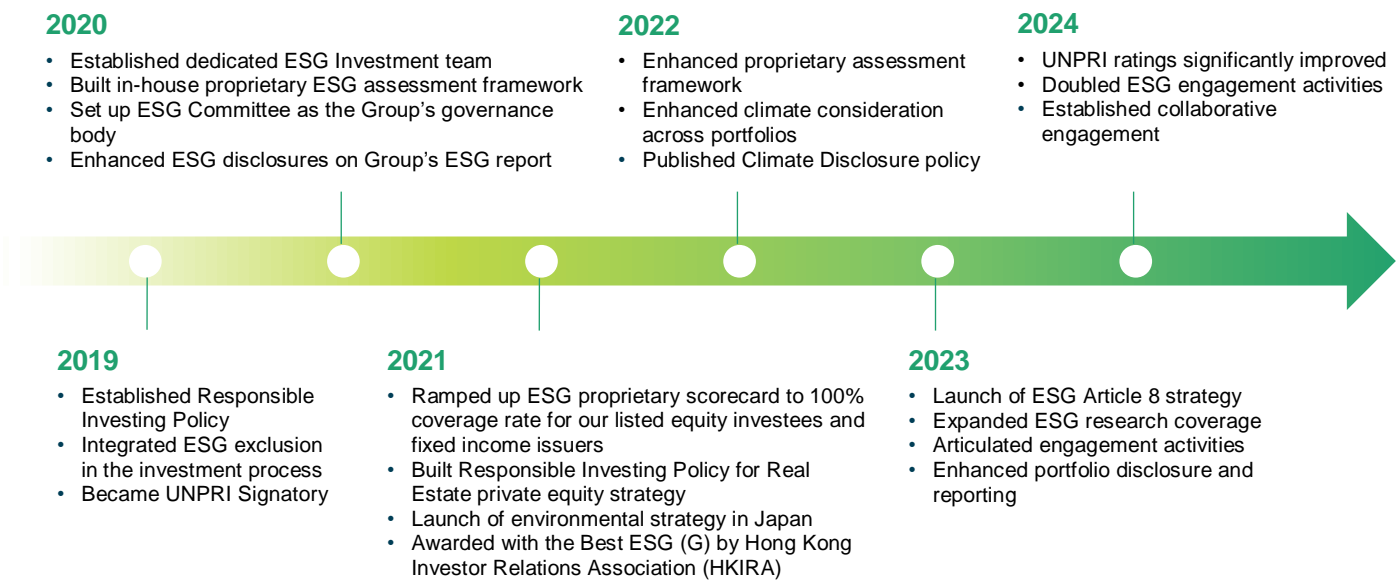 2020
• Established dedicated ESG Investment team
• Built in-house proprietary ESG assessment framework
• Set up ESG Committee as the Group's governance
body
• Enhanced ESG disclosures on Group's ESG report
2022
• Enhanced proprietary assessment
framework
• Enhanced climate consideration
across portfolios
• Published Climate Disclosure policy
2024
• UNPRI ratings significantly improved
• Doubled ESG engagement activities
• Established collaborative
engagement
2019
• Established Responsible
Investing Policy
• Integrated ESG exclusion
in the investment process
• Became UNPRI Signatory
2021
• Ramped up ESG proprietary scorecard to 100%
coverage rate for our listed equity investees and
fixed income issuers
• Built Responsible Investing Policy for Real
Estate private equity strategy
• Launch of environmental strategy in Japan
• Awarded with the Best ESG (G) by Hong Kong
Investor Relations Association (HKIRA)
2023
• Launch of ESG Article 8 strategy
• Expanded ESG research coverage
• Articulated engagement activities
• Enhanced portfolio disclosure and
reporting